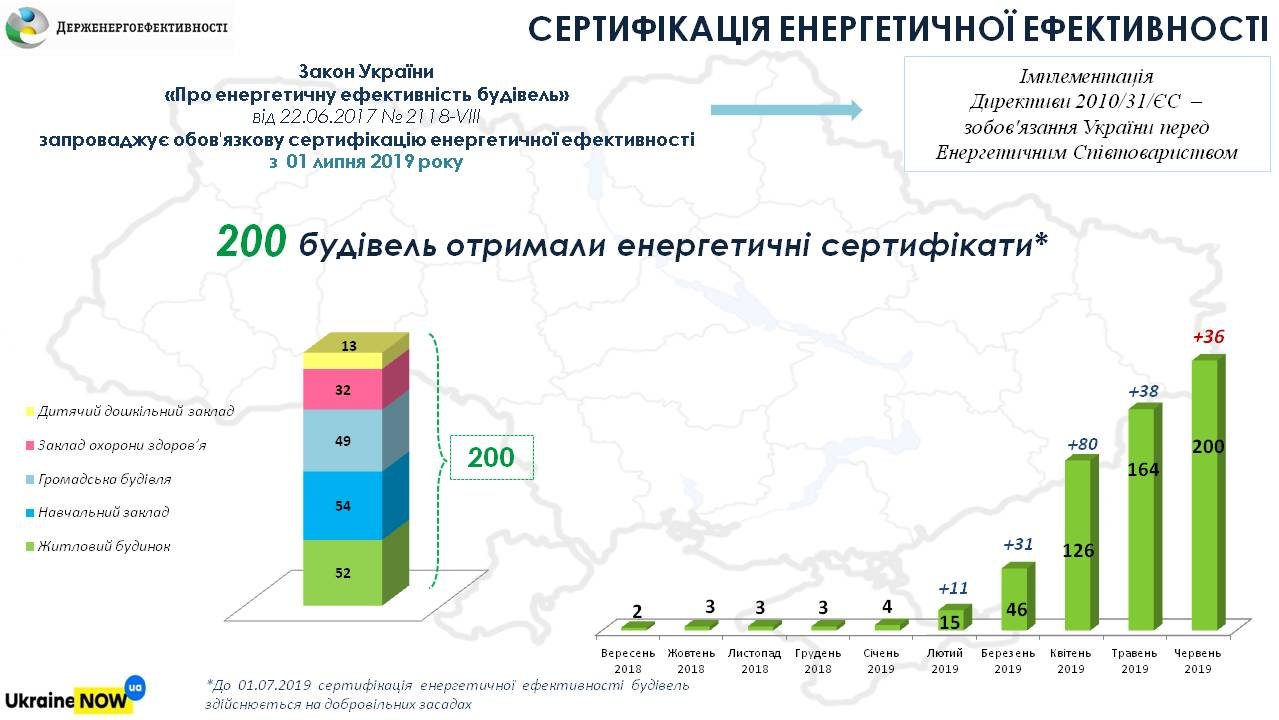 ДЕРЖЕНЕРГОЕФЕКТИВНОСТІ
СЕРТИФІКАЦІЯ ЕНЕРГЕТИЧНОЇ ЕФЕКТИВНОСТІ
Закон України
«Про енергетичну ефективність будівель»
від 22.06.2017 № 2118-VIII
запроваджує обов'язкову сертифікацію енергетичної ефективності
з 01 липня 2019 року
Імплементація
Директиви 2010/31/ЄС –
зобов'язання України перед
Енергетичним Співтовариством
200 будівель отримали енергетичні сертифікати*
Дитячий дошкільний заклад
Заклад охорони здоров’я
Громадська будівля
Навчальний заклад
Житловий будинок
13
32
49
54
52
200
+11
+31
+80
+38
+36
2
3
3
3
4
15
46
126
164
200
Вересень 2018
Жовтень 2018
Листопад 2018
Грудень 2018
Січень 2019
Лютий 2019
Березень 2019
Квітень 2019
Травень 2019
Червень 2019
*До 01.07.2019 сертифікація енергетичної ефективності будівель
здійснюється на добровільних засадах
Ukraine NOW ua